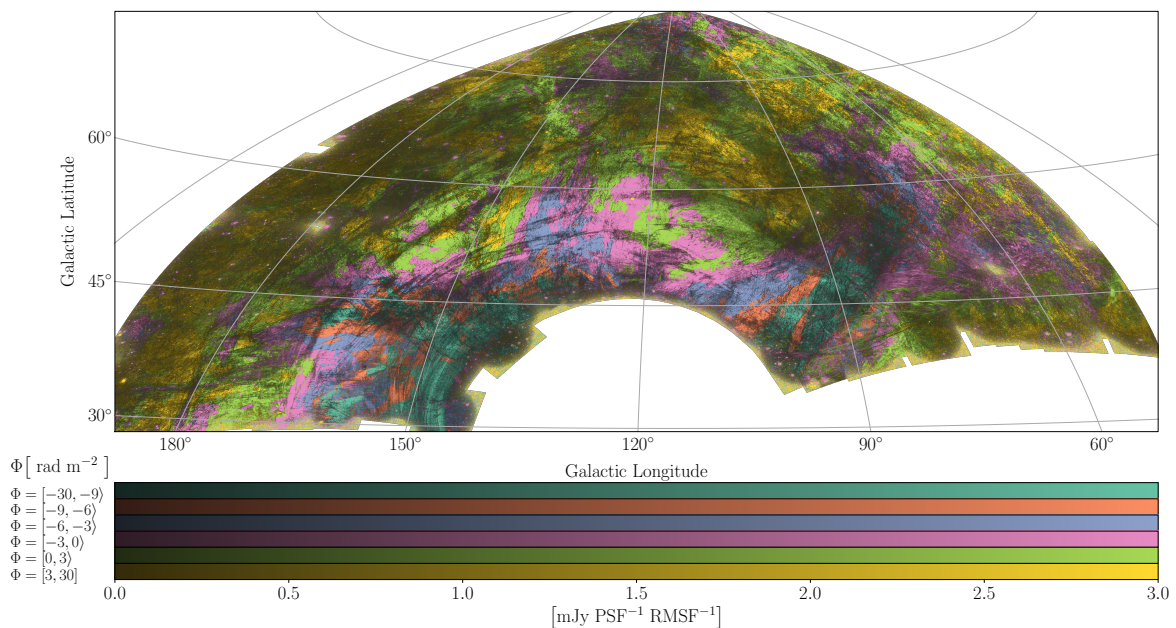 60°
45°
30°
Galactic Latitude
180° 150° 120° 90° 60°
Galactic Longitude
Φ[ rad m⁻² ]
Φ = [−30, −9⟩
Φ = [−9, −6⟩
Φ = [−6, −3⟩
Φ = [−3, 0⟩
Φ = [0, 3⟩
Φ = [3, 30]
0.0 0.5 1.0 1.5 2.0 2.5 3.0
[mJy PSF⁻¹ RMSF⁻¹]